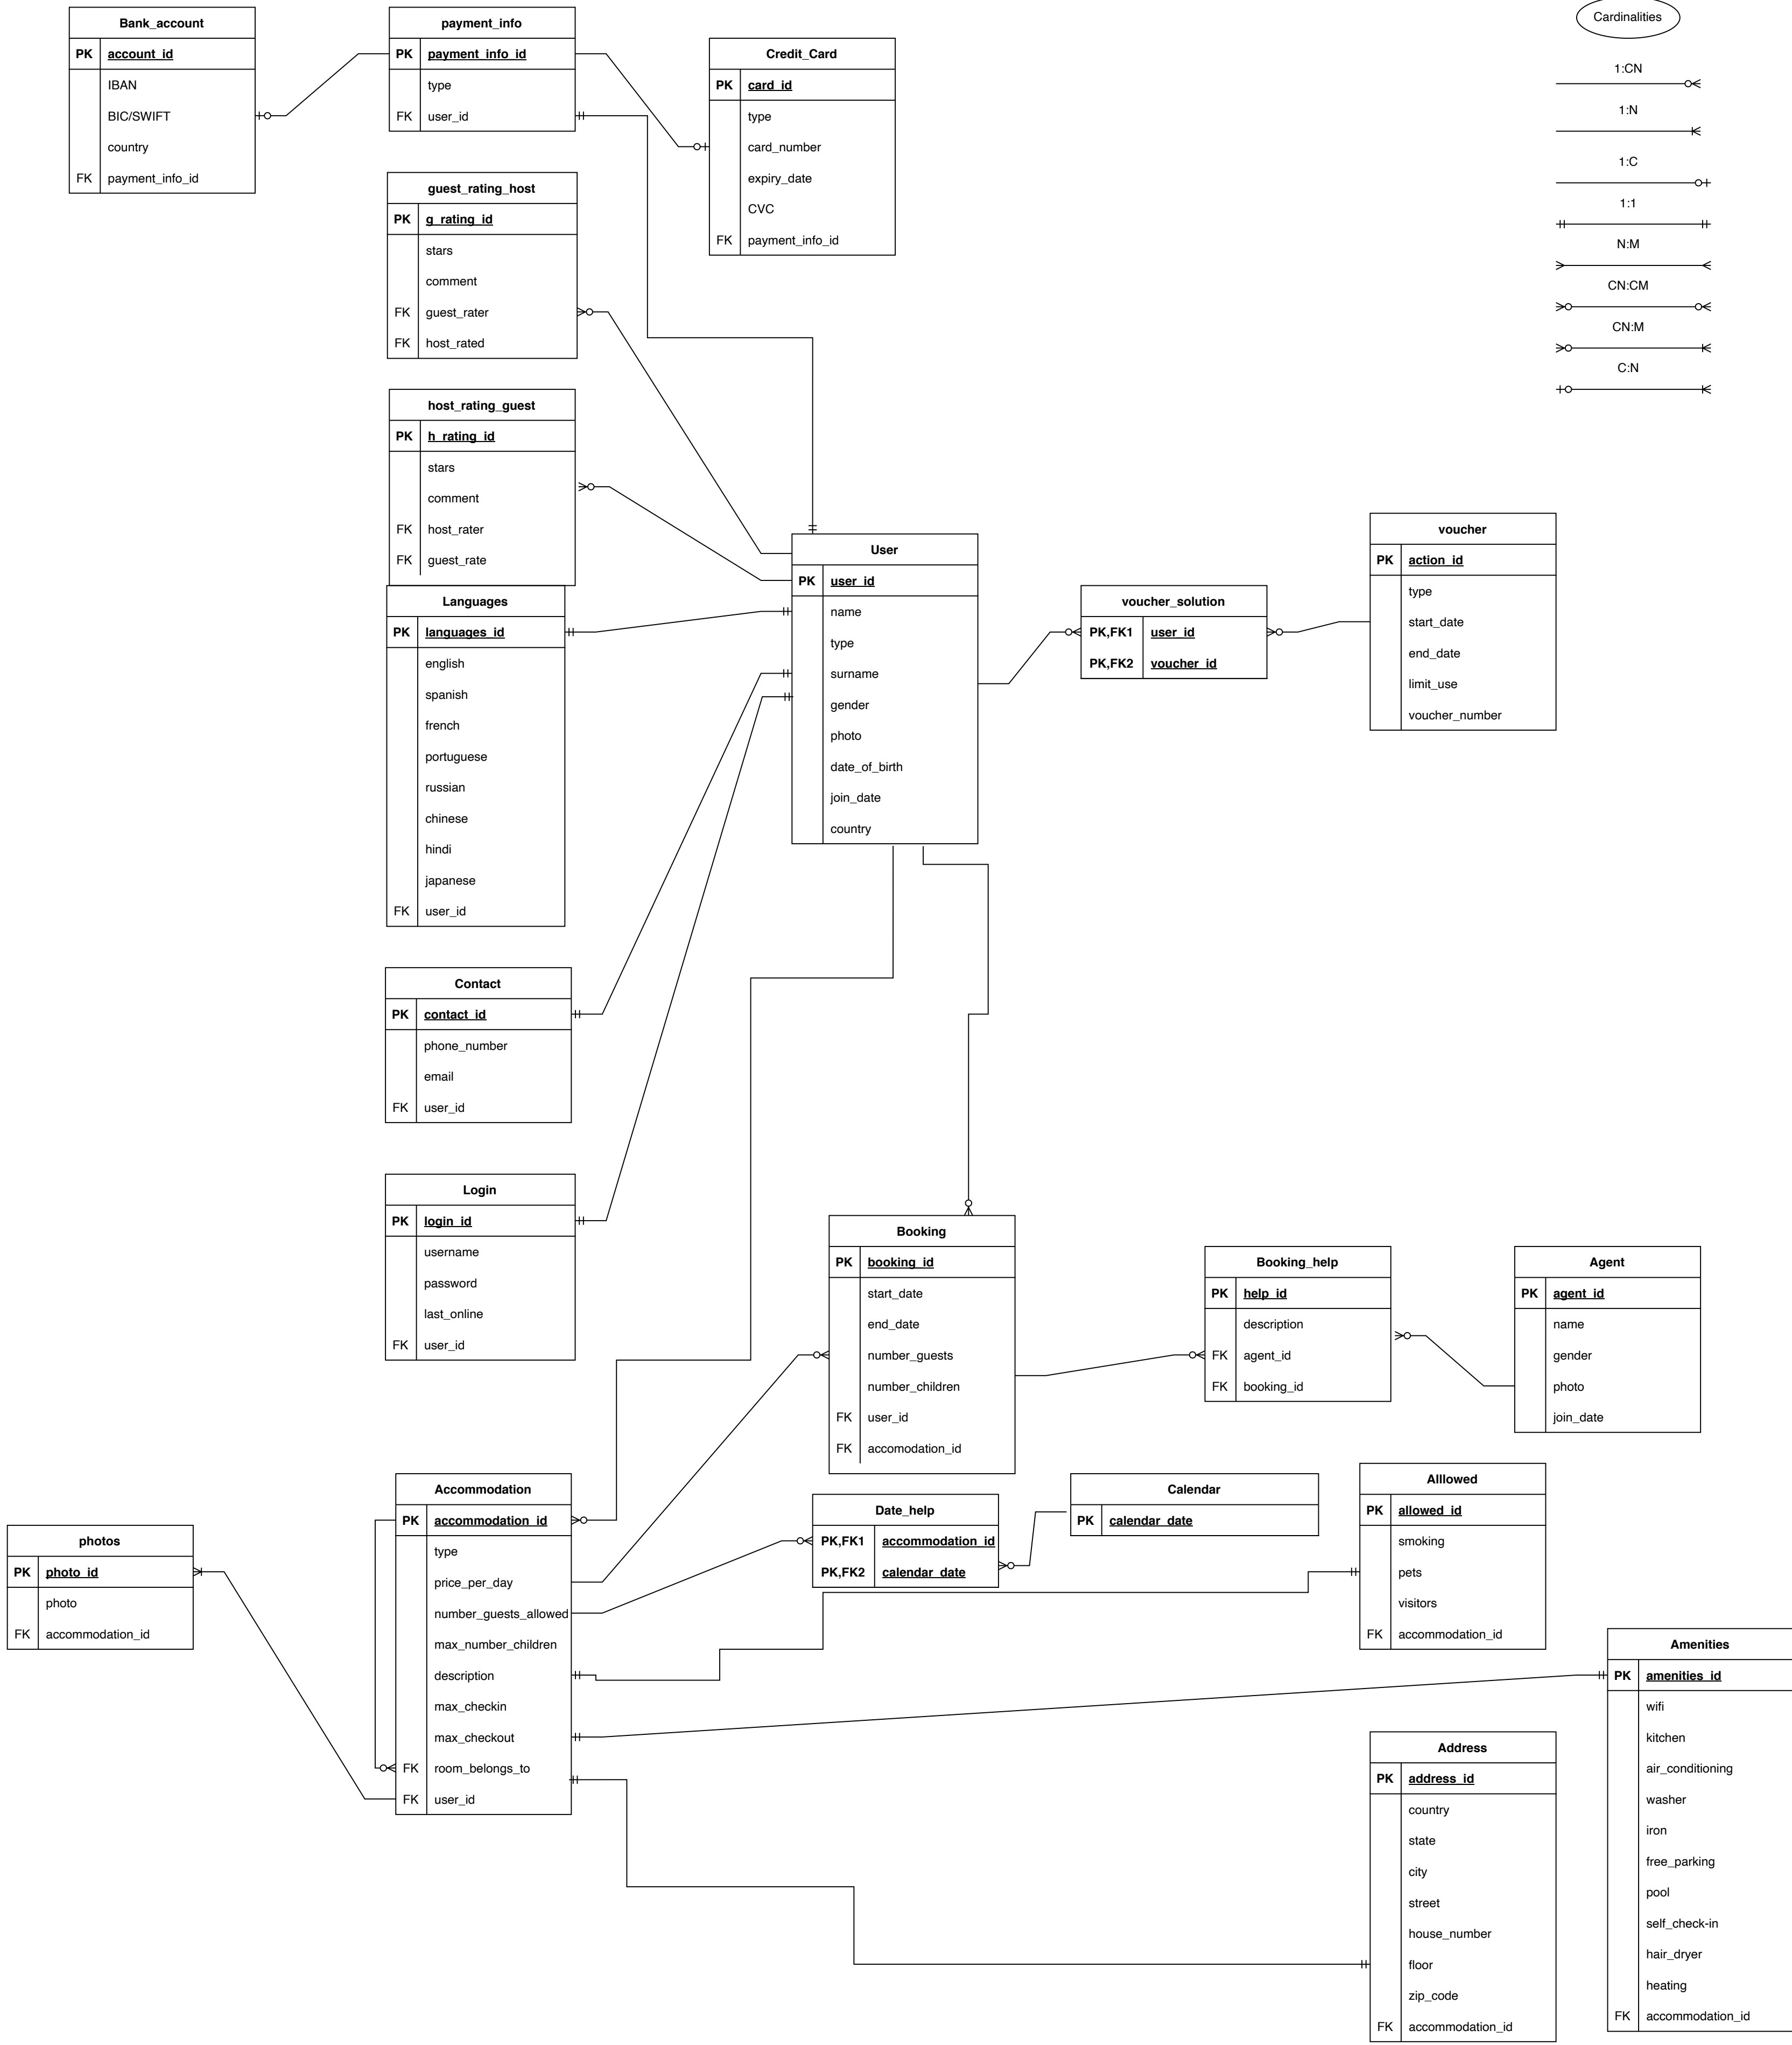 Bank_account
PK account_id
IBAN
BIC/SWIFT
country
FK payment_info_id
payment_info
PK payment_info_id
type
FK user_id
Credit_Card
PK card_id
type
card_number
expiry_date
CVC
FK payment_info_id
Cardinalities
1:CN
1:N
1:C
1:1
N:M
CN:CM
CN:M
C:N
guest_rating_host
PK g_rating_id
stars
comment
FK guest_rater
FK host_rated
host_rating_guest
PK h_rating_id
stars
comment
FK host_rater
FK guest_rate
Languages
PK languages_id
english
spanish
french
portuguese
russian
chinese
hindi
japanese
FK user_id
User
PK user_id
name
type
surname
gender
photo
date_of_birth
join_date
country
voucher_solution
PK,FK1 user_id
PK,FK2 voucher_id
voucher
PK action_id
type
start_date
end_date
limit_use
voucher_number
Contact
PK contact_id
phone_number
email
FK user_id
Login
PK login_id
username
password
last_online
FK user_id
Booking
PK booking_id
start_date
end_date
number_guests
number_children
FK user_id
FK accomodation_id
Booking_help
PK help_id
description
FK agent_id
FK booking_id
Agent
PK agent_id
name
gender
photo
join_date
photos
PK photo_id
photo
FK accommodation_id
Accommodation
PK accommodation_id
type
price_per_day
number_guests_allowed
max_number_children
description
max_checkin
max_checkout
FK room_belongs_to
FK user_id
Date_help
PK,FK1 accommodation_id
PK,FK2 calendar_date
Calendar
PK calendar_date
Alllowed
PK allowed_id
smoking
pets
visitors
FK accommodation_id
Amenities
PK amenities_id
wifi
kitchen
air_conditioning
washer
iron
free_parking
pool
self_check-in
hair_dryer
heating
FK accommodation_id
Address
PK address_id
country
state
city
street
house_number
floor
zip_code
FK accommodation_id